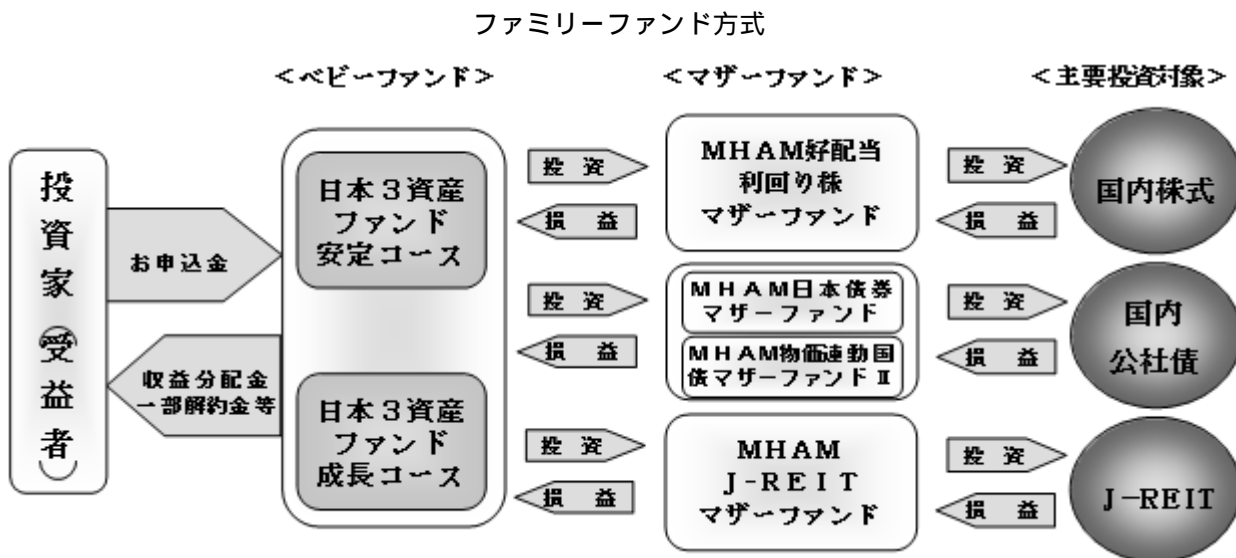 ファミリーファンド方式
＜ベビーファンド＞
＜マザーファンド＞
＜主要投資対象＞
投資家（受益者）
お申込金
収益分配金
一部解約金等
日本３資産
ファンド
安定コース
日本３資産
ファンド
成長コース
投 資
損 益
投 資
損 益
投 資
損 益
MHAM好配当
利回り株
マザーファンド
MHAM日本債券
マザーファンド
MHAM物価連動国
債マザーファンドⅡ
MHAM
J-REIT
マザーファンド
投 資
損 益
投 資
損 益
投 資
損 益
国内株式
国内
公社債
J-REIT